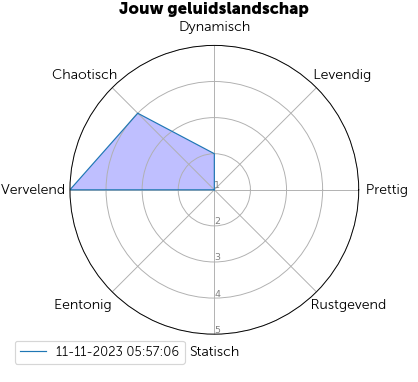 Jouw geluidslandschap
Dynamisch
Chaotisch
Levendig
Vervelend
1
Prettig
2
3
4
Eentonig
Rustgevend
5
11-11-2023 05:57:06
Statisch